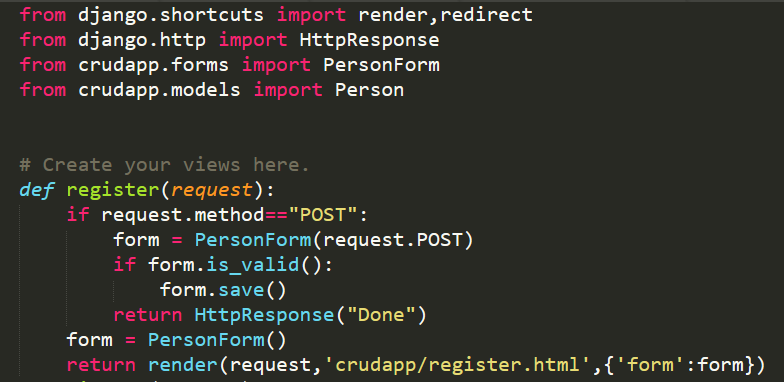 from django.shortcuts import render,redirect
from django.http import HttpResponse
from crudapp.forms import PersonForm
from crudapp.models import Person
# Create your views here.
def register(request):
    if request.method=="POST":
        form = PersonForm(request.POST)
        if form.is_valid():
            form.save()
        return HttpResponse("Done")
    form = PersonForm()
    return render(request,'crudapp/register.html',{'form':form})